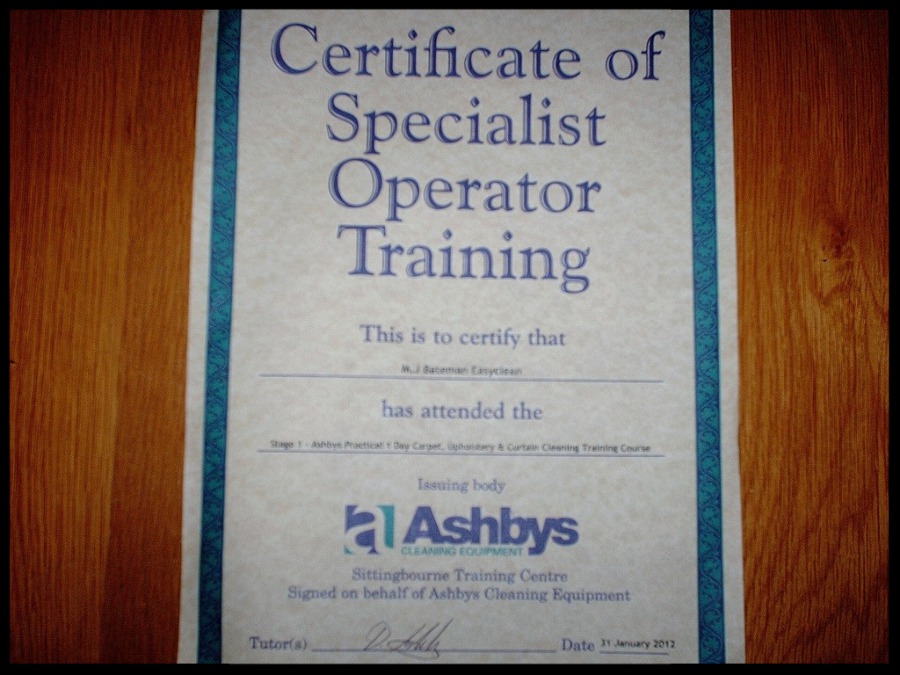 Certificate of
Specialist
Operator
Training
This is to certify that
M.J Bateman Easyclean
has attended the
Stage 1 - Ashbys Practical 1 Day Carpet, Upholstery & Curtain Cleaning Training Course
Issuing body
a Ashbys
CLEANING EQUIPMENT
Sittingbourne Training Centre
Signed on behalf of Ashbys Cleaning Equipment
Tutor(s) Date 31 January 2012